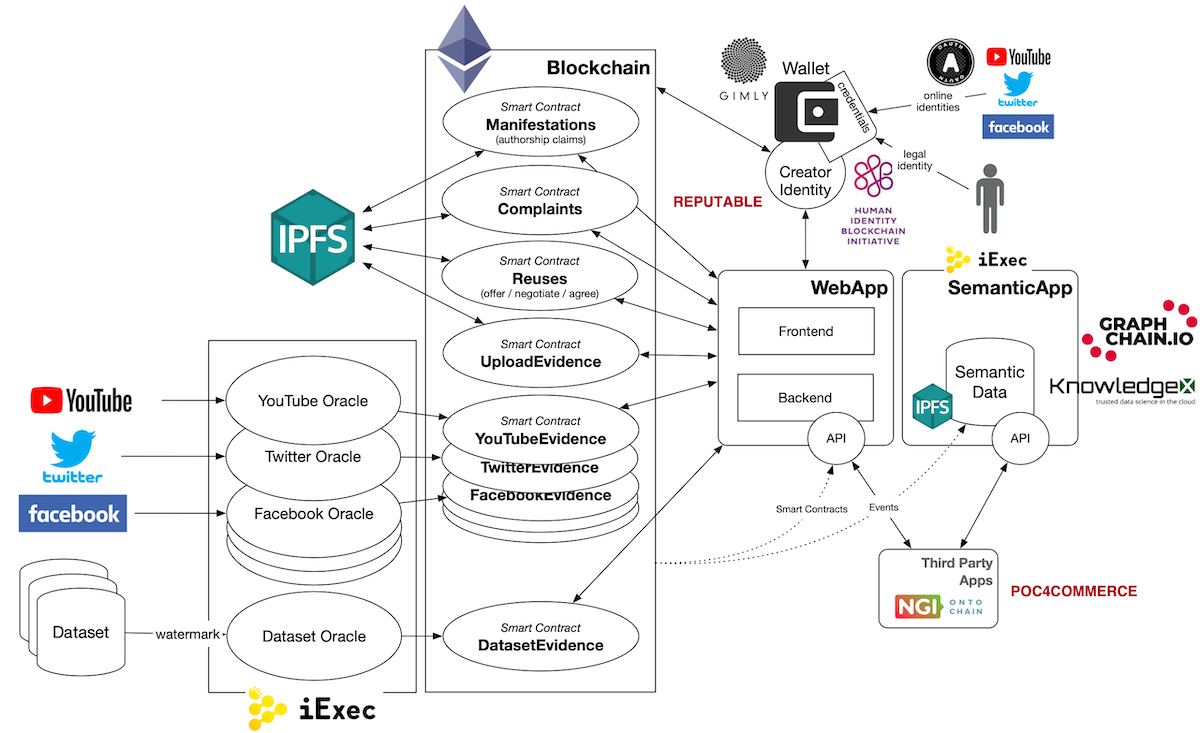 Blockchain
Smart Contract
Manifestations
(authorship claims)
Smart Contract
Complaints
Smart Contract
Reuses
(offer / negotiate / agree)
Smart Contract
UploadEvidence
Smart Contract
YouTubeEvidence
TwitterEvidence
FacebookEvidence
Smart Contract
DatasetEvidence
IPFS
YouTube
twitter
facebook
Dataset
watermark
YouTube Oracle
Twitter Oracle
Facebook Oracle
Dataset Oracle
iExec
GIMLY
Wallet
credentials
Creator
Identity
REPUTABLE
HUMAN
IDENTITY
BLOCKCHAIN
INITIATIVE
OAUTH
A
online
identities
YouTube
twitter
facebook
legal
identity
WebApp
Frontend
Backend
API
iExec
SemanticApp
Semantic
Data
IPFS
API
GRAPH
CHAIN.IO
KnowledgeX
trusted data science in the cloud
Smart Contracts
Events
Third Party
Apps
NGI
ONTO
CHAIN
POC4COMMERCE